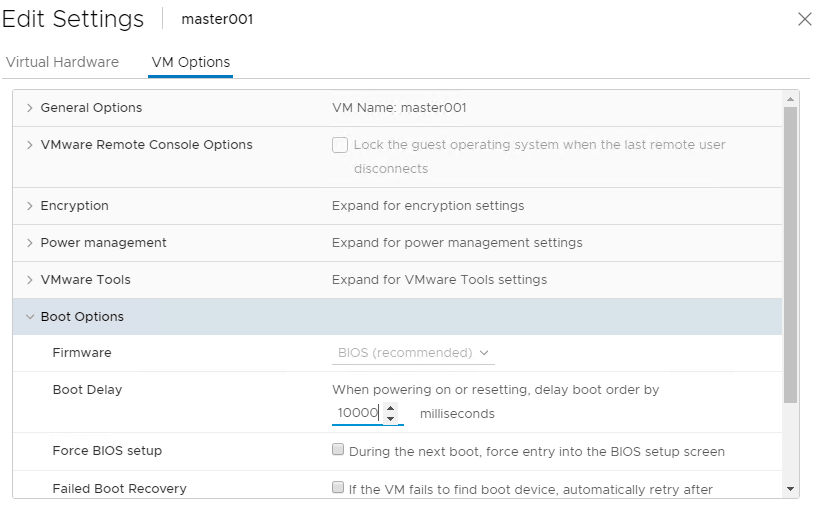 Edit Settings master001
Virtual Hardware VM Options
General Options VM Name: master001
VMware Remote Console Options Lock the guest operating system when the last remote user
disconnects
Encryption Expand for encryption settings
Power management Expand for power management settings
VMware Tools Expand for VMware Tools settings
Boot Options
Firmware BIOS (recommended)
Boot Delay When powering on or resetting, delay boot order by
10000 milliseconds
Force BIOS setup During the next boot, force entry into the BIOS setup screen
Failed Boot Recovery If the VM fails to find boot device, automatically retry after